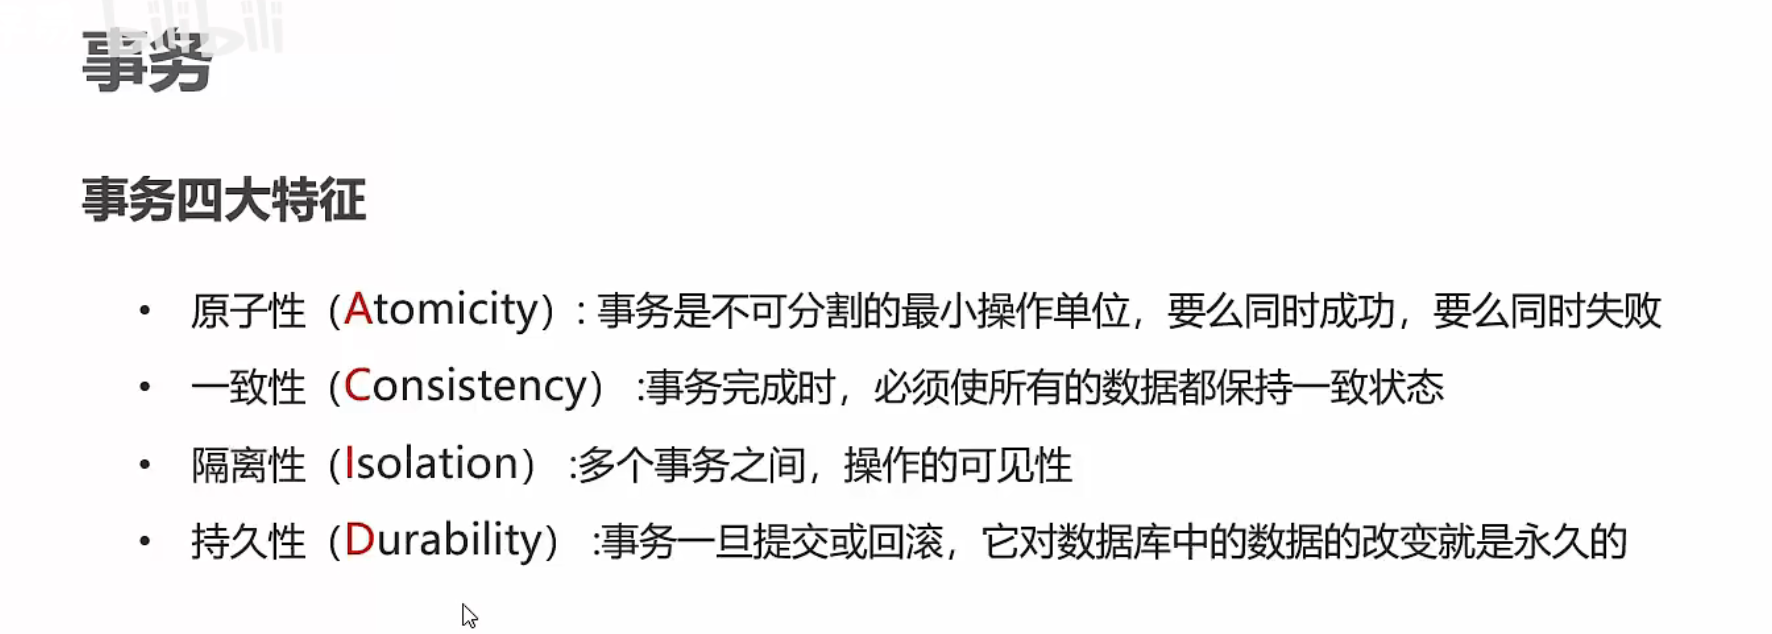 bilibili
事务
事务四大特征
• 原子性（Atomicity）: 事务是不可分割的最小操作单位，要么同时成功，要么同时失败
• 一致性（Consistency） :事务完成时，必须使所有的数据都保持一致状态
• 隔离性（Isolation） :多个事务之间，操作的可见性
• 持久性（Durability） :事务一旦提交或回滚，它对数据库中的数据的改变就是永久的